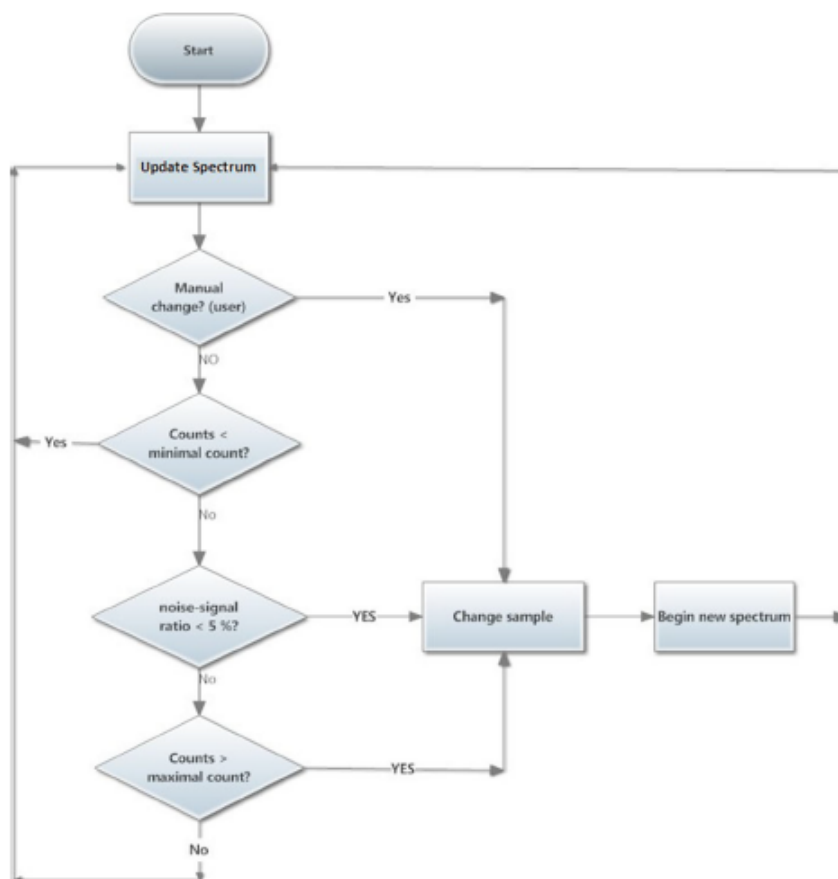 Start
Update Spectrum
Manual
change? (user)
Yes
NO
Counts <
minimal count?
Yes
No
noise-signal
ratio < 5 %?
YES
Change sample
Begin new spectrum
No
Counts >
maximal count?
YES
No